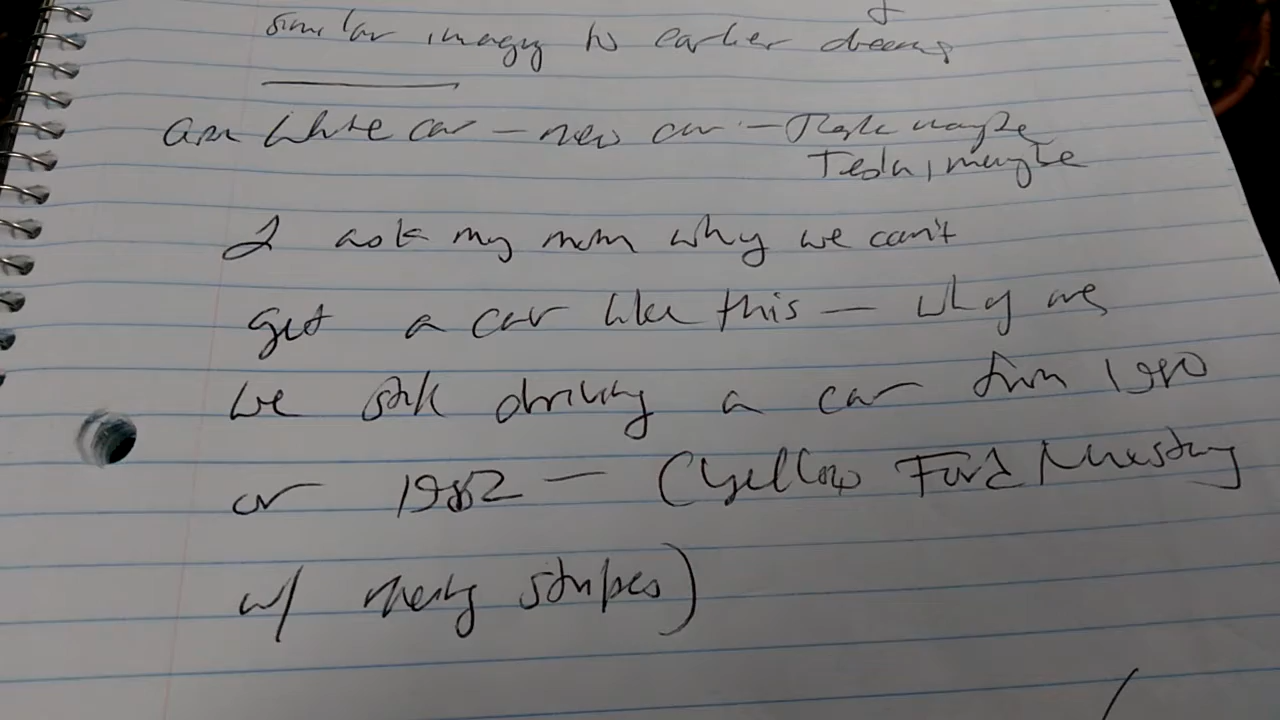 similar imagery to earlier dreams
a white car – new car – Tesla maybe
Tesla, maybe
I ask my mom why we can't
get a car like this — why are
we still driving a car from 1980
or 1982 — (yellow Ford Mustang
w/ racing stripes)